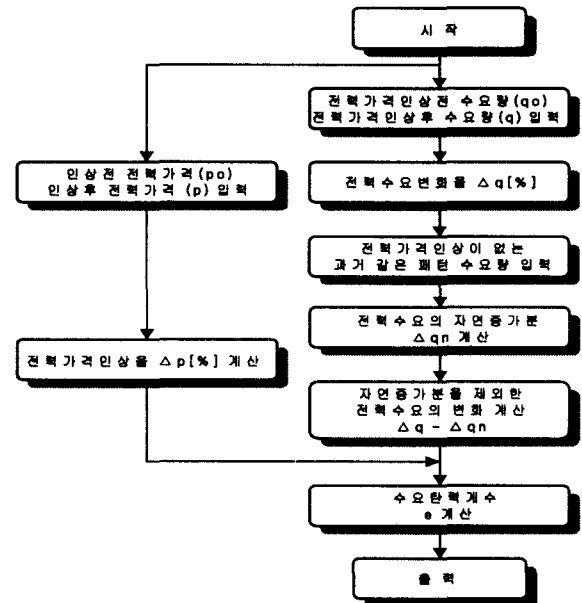 시 작
전력가격인상전 수요량(qo)
전력가격인상후 수요량(q) 입력
인상전 전력가격(po)
인상후 전력가격 (p) 입력
전력수요변화율 △q[%]
전력가격인상이 없는
과거 같은 패턴 수요량 입력
전력수요의 자연증가분
△qn 계산
전력가격인상율 △p[%] 계산
자연증가분을 제외한
전력수요의 변화 계산
△q - △qn
수요탄력계수
e 계산
출 력